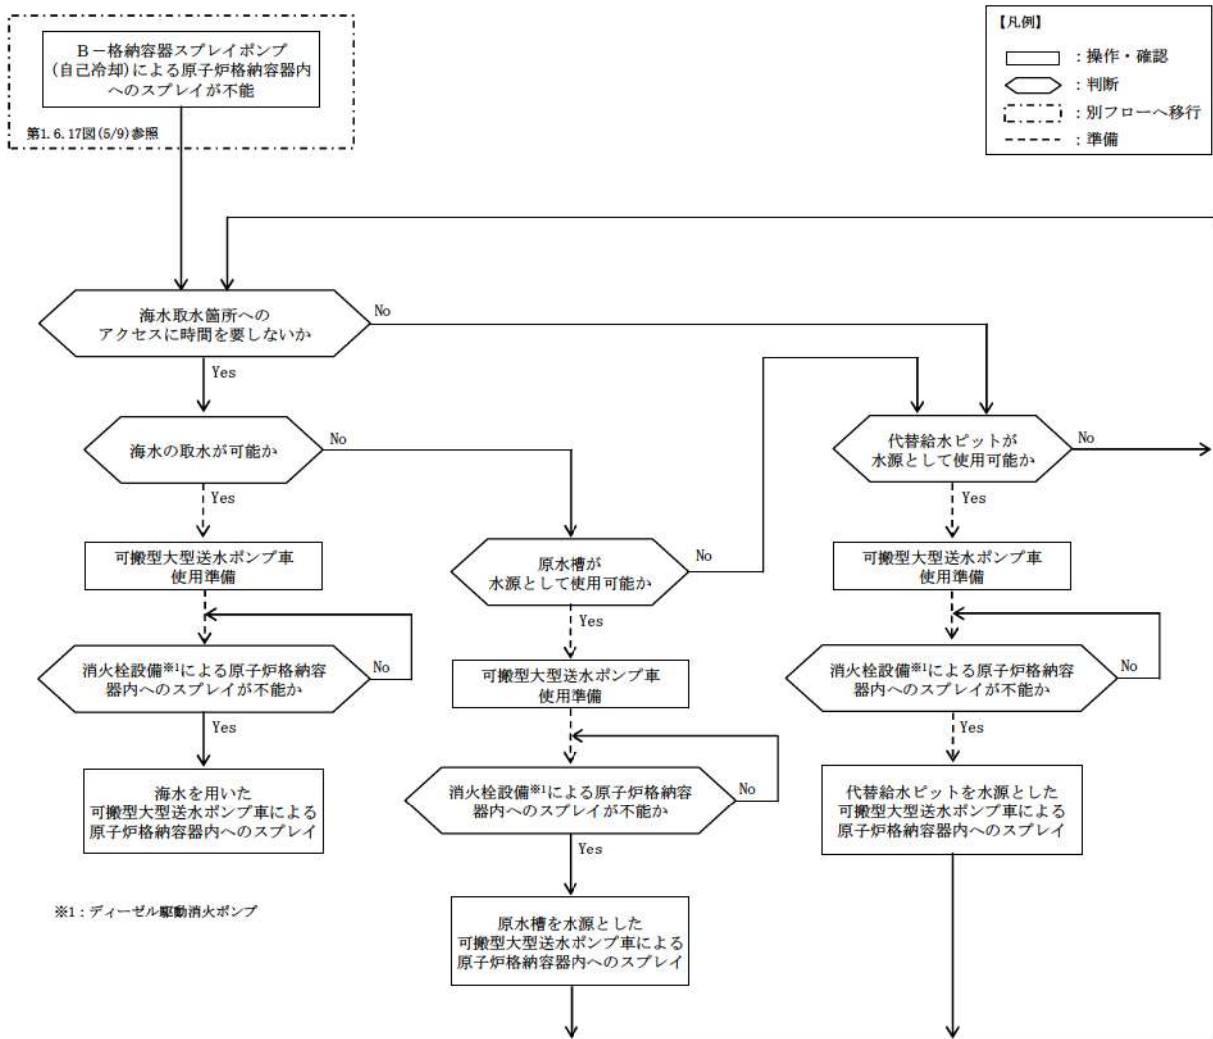 B－格納容器スプレイポンプ
(自己冷却)による原子炉格納容器内
へのスプレイが不能
第1.6.17図(5/9)参照
【凡例】
：操作・確認
：判断
：別フローへ移行
：準備
海水取水箇所への
アクセスに時間を要しないか
No
Yes
海水の取水が可能か
No
Yes
可搬型大型送水ポンプ車
使用準備
消火栓設備※1による原子炉格納容
器内へのスプレイが不能か
No
Yes
海水を用いた
可搬型大型送水ポンプ車による
原子炉格納容器内へのスプレイ
原水槽が
水源として使用可能か
No
Yes
可搬型大型送水ポンプ車
使用準備
消火栓設備※1による原子炉格納容
器内へのスプレイが不能か
No
Yes
原水槽を水源とした
可搬型大型送水ポンプ車による
原子炉格納容器内へのスプレイ
代替給水ピットが
水源として使用可能か
No
Yes
可搬型大型送水ポンプ車
使用準備
消火栓設備※1による原子炉格納容
器内へのスプレイが不能か
No
Yes
代替給水ピットを水源とした
可搬型大型送水ポンプ車による
原子炉格納容器内へのスプレイ
※1：ディーゼル駆動消火ポンプ